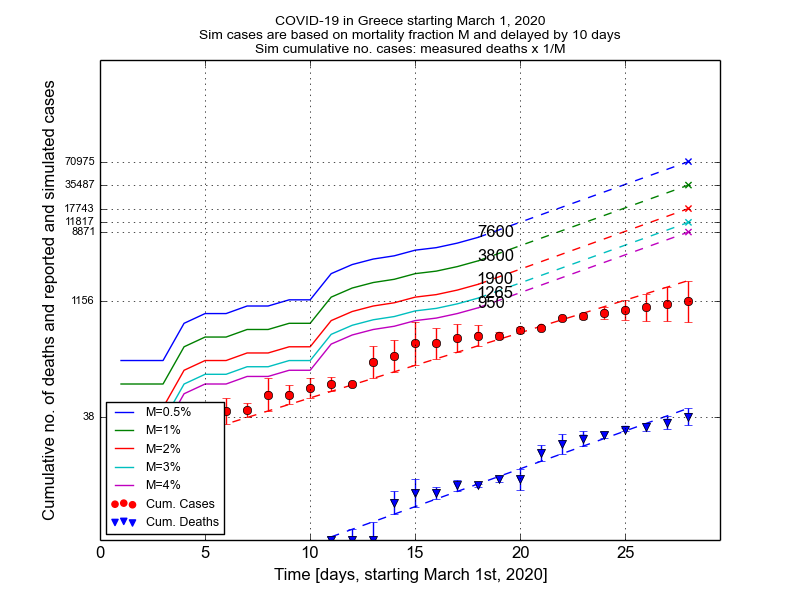 COVID-19 in Greece starting March 1, 2020
Sim cases are based on mortality fraction M and delayed by 10 days
Sim cumulative no. cases: measured deaths x 1/M
Cumulative no. of deaths and reported and simulated cases
70975
35487
17743
11817
8871
1156
38
7600
3800
1900
1265
950
M=0.5%
M=1%
M=2%
M=3%
M=4%
Cum. Cases
Cum. Deaths
0 5 10 15 20 25
Time [days, starting March 1st, 2020]